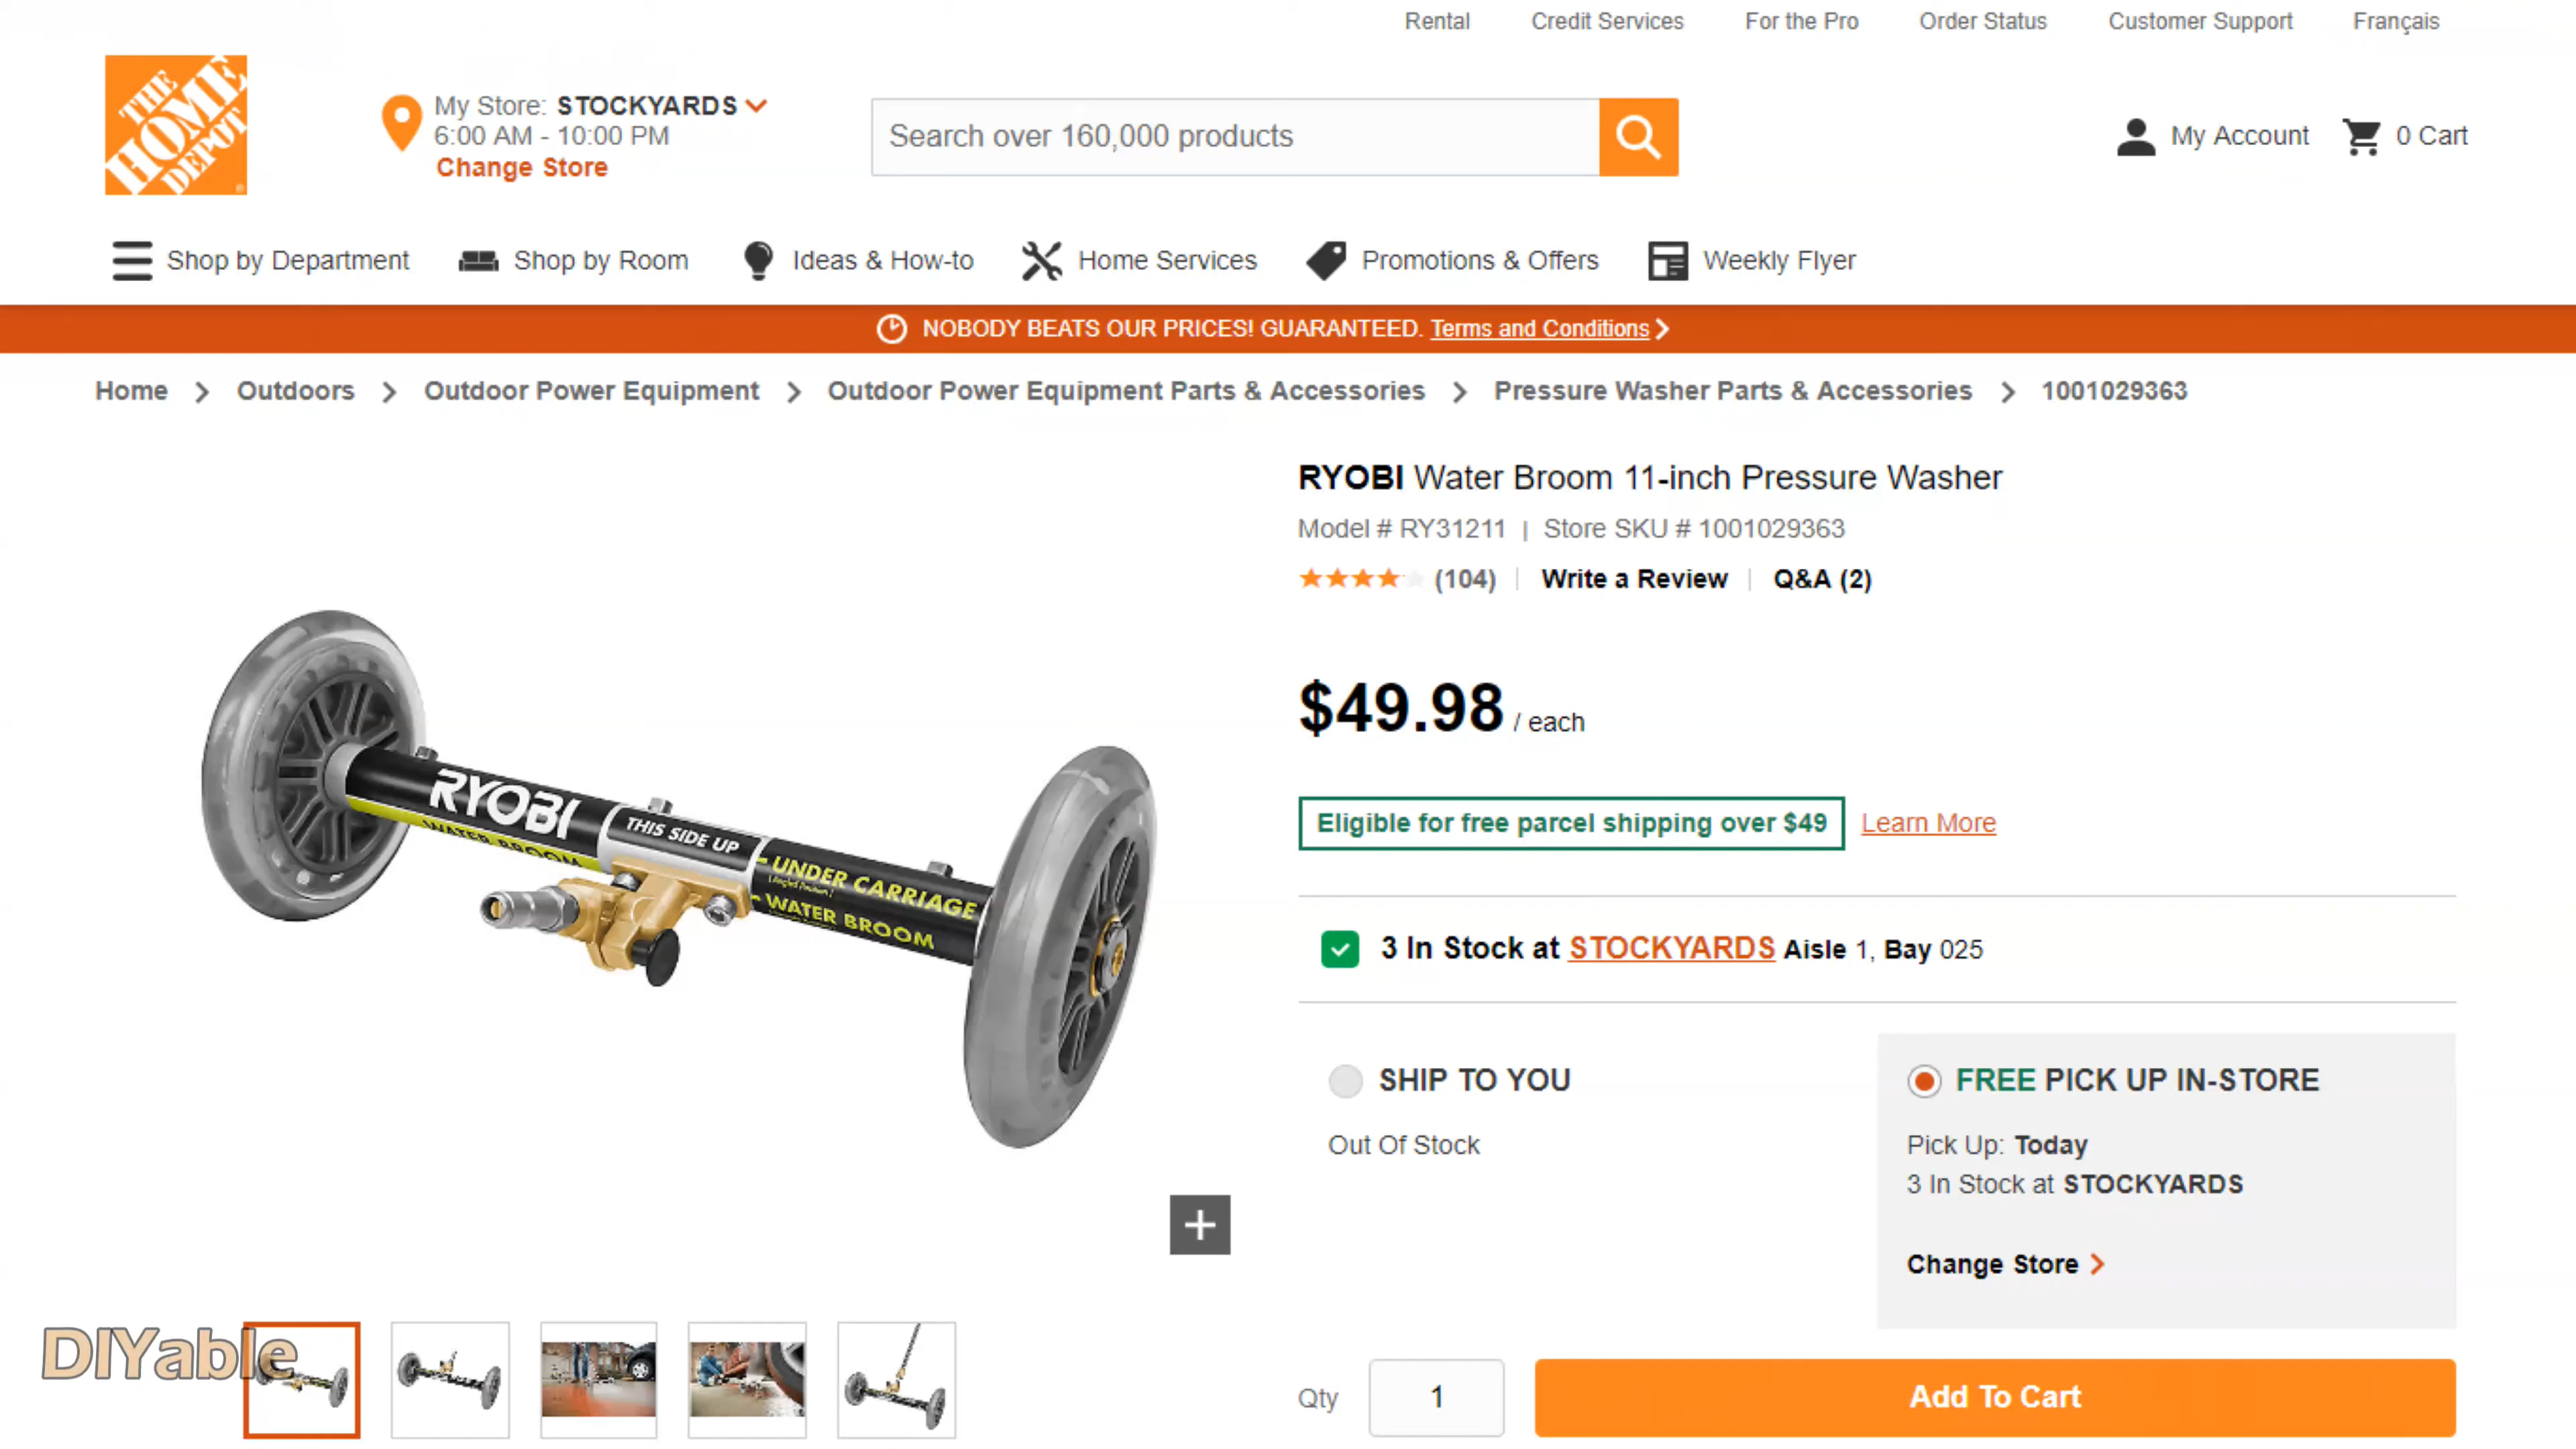 Rental Credit Services For the Pro Order Status Customer Support Français
THE HOME DEPOT
My Store: STOCKYARDS
6:00 AM - 10:00 PM
Change Store
Search over 160,000 products
My Account 0 Cart
Shop by Department Shop by Room Ideas & How-to Home Services Promotions & Offers Weekly Flyer
NOBODY BEATS OUR PRICES! GUARANTEED. Terms and Conditions
Home Outdoors Outdoor Power Equipment Outdoor Power Equipment Parts & Accessories Pressure Washer Parts & Accessories 1001029363
RYOBI Water Broom 11-inch Pressure Washer
Model # RY31211 | Store SKU # 1001029363
(104) Write a Review Q&A (2)
$49.98 / each
Eligible for free parcel shipping over $49 Learn More
3 In Stock at STOCKYARDS Aisle 1, Bay 025
SHIP TO YOU
Out Of Stock
FREE PICK UP IN-STORE
Pick Up: Today
3 In Stock at STOCKYARDS
Change Store
Qty 1 Add To Cart
RYOBI
WATER BROOM
THIS SIDE UP
UNDER CARRIAGE
WATER BROOM
DIYable